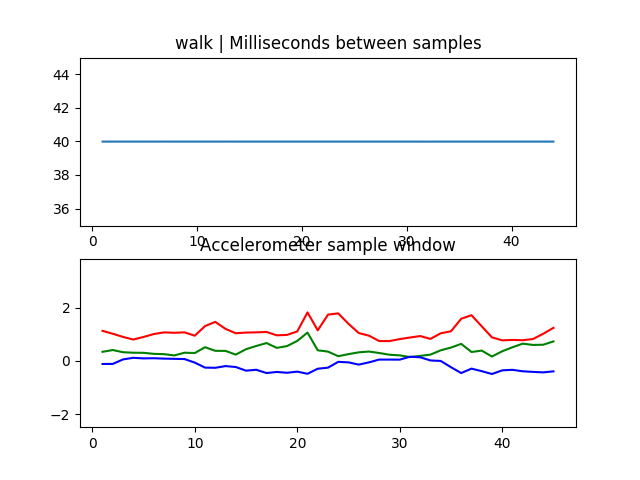 walk | Milliseconds between samples
44
42
40
38
36
0 10 20 30 40
Accelerometer sample window
2
0
−2
0 10 20 30 40